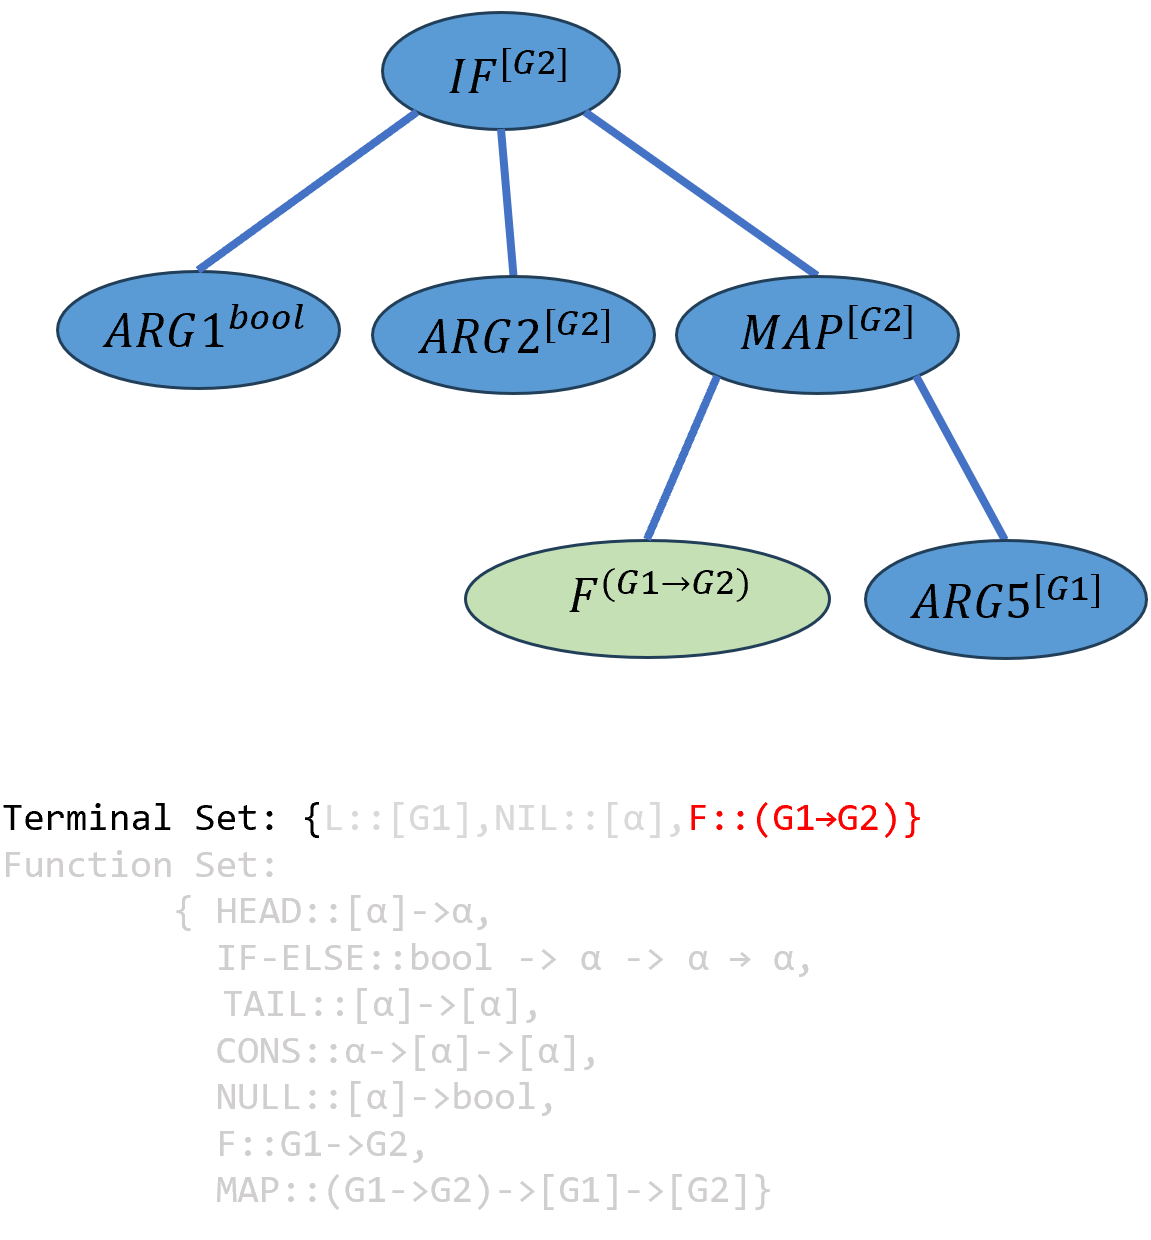 IF^[G2]
ARG1^bool
ARG2^[G2]
MAP^[G2]
F^(G1→G2)
ARG5^[G1]
Terminal Set: {L::[G1],NIL::[α],F::(G1→G2)}
Function Set:
{ HEAD::[α]->α,
IF-ELSE::bool -> α -> α → α,
TAIL::[α]->[α],
CONS::α->[α]->[α],
NULL::[α]->bool,
F::G1->G2,
MAP::(G1->G2)->[G1]->[G2]}